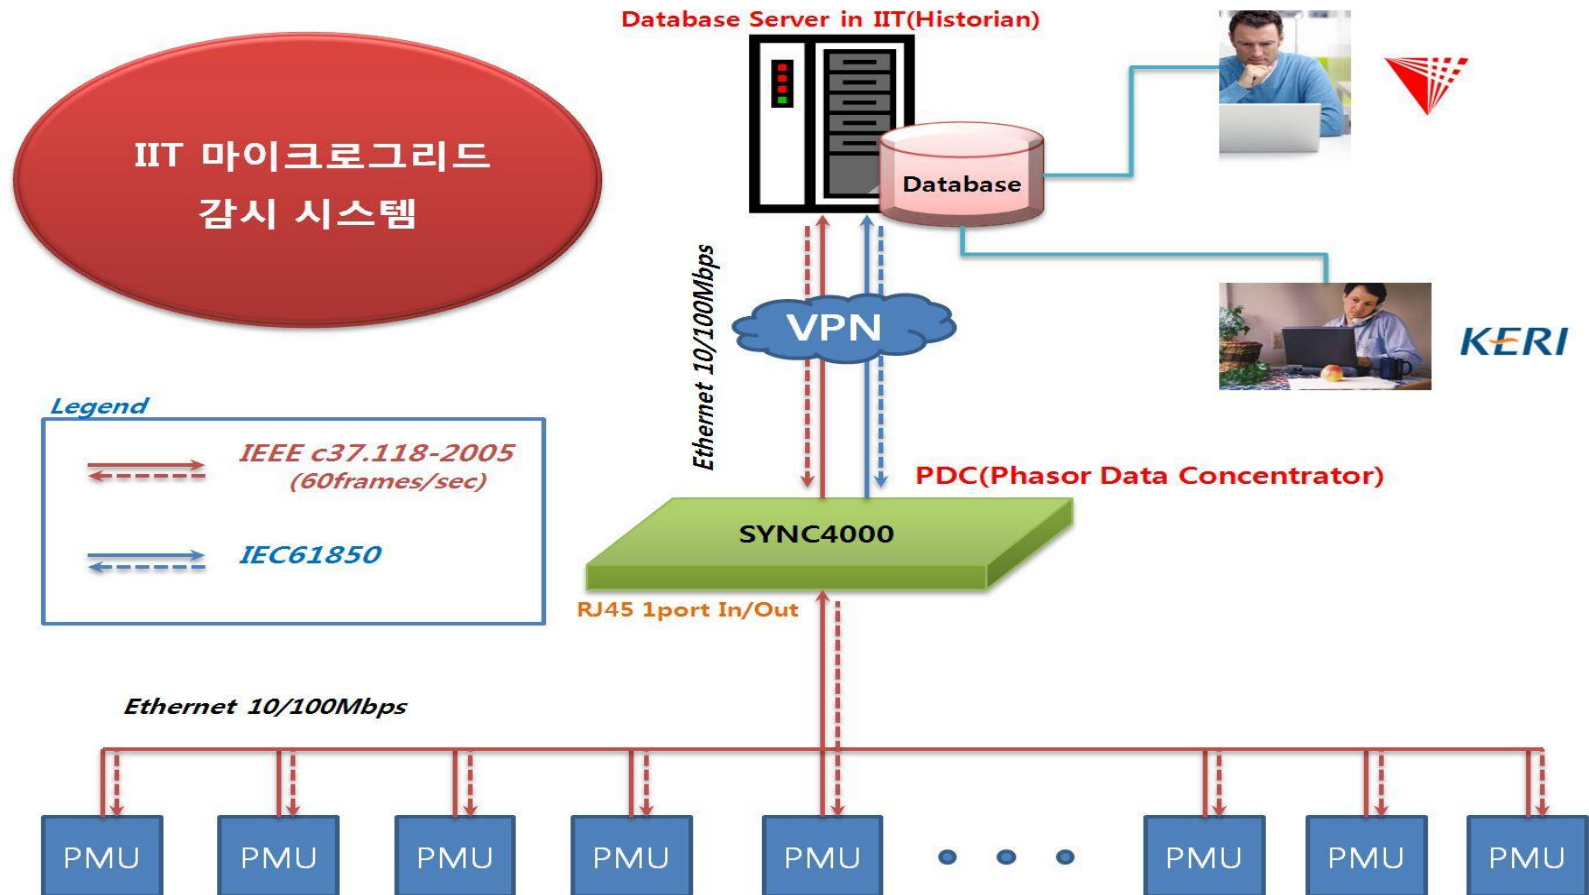 Database Server in IIT(Historian)
IIT 마이크로그리드
감시 시스템
Database
Ethernet 10/100Mbps
VPN
KERI
Legend
IEEE c37.118-2005
(60frames/sec)
IEC61850
PDC(Phasor Data Concentrator)
SYNC4000
RJ45 1port In/Out
Ethernet 10/100Mbps
PMU
PMU
PMU
PMU
PMU
PMU
PMU
PMU